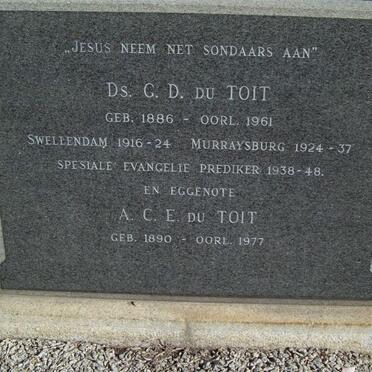 „Jesus neem net sondaars aan"
Ds. G. D. du Toit
geb. 1886 - oorl. 1961
Swellendam 1916-24 Murraysburg 1924-37
spesiale evangelie prediker 1938-48.
en eggenote
A. C. E. du Toit
geb. 1890 - oorl. 1977